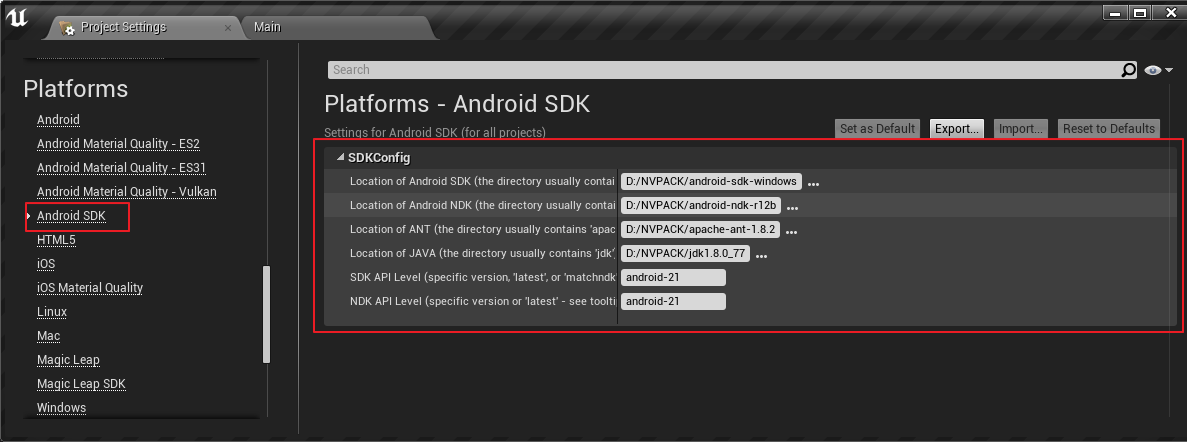 Project Settings
Main
Platforms
Android
Android Material Quality - ES2
Android Material Quality - ES31
Android Material Quality - Vulkan
Android SDK
HTML5
iOS
iOS Material Quality
Linux
Mac
Magic Leap
Magic Leap SDK
Windows
Search
Platforms - Android SDK
Settings for Android SDK (for all projects)
Set as Default
Export...
Import...
Reset to Defaults
SDKConfig
Location of Android SDK (the directory usually contai D:/NVPACK/android-sdk-windows ...
Location of Android NDK (the directory usually contai D:/NVPACK/android-ndk-r12b ...
Location of ANT (the directory usually contains 'apac D:/NVPACK/apache-ant-1.8.2 ...
Location of JAVA (the directory usually contains 'jdk' D:/NVPACK/jdk1.8.0_77 ...
SDK API Level (specific version, 'latest', or 'matchndk' android-21
NDK API Level (specific version or 'latest' - see toolti android-21